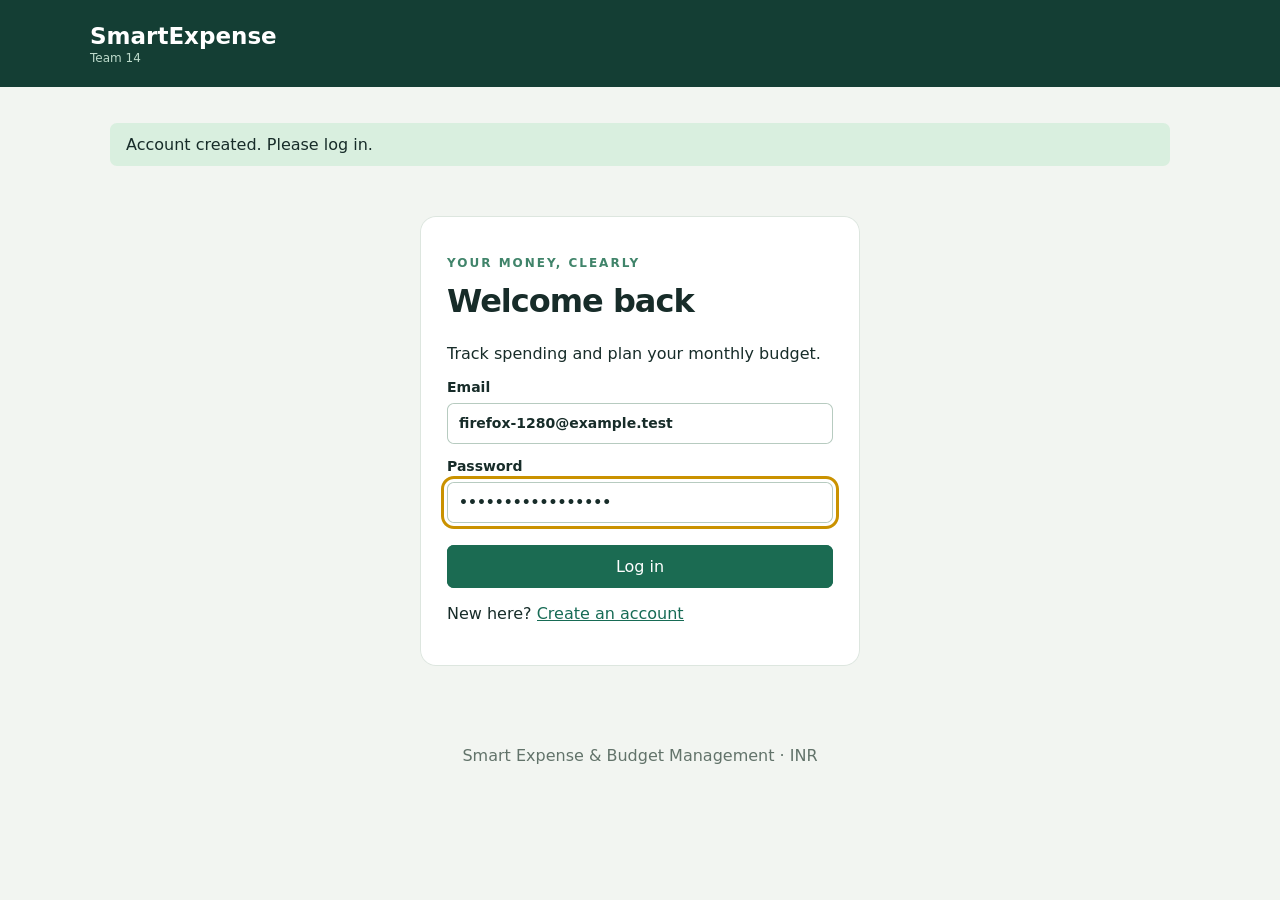 SmartExpense
Team 14
Account created. Please log in.
YOUR MONEY, CLEARLY
Welcome back
Track spending and plan your monthly budget.
Email
firefox-1280@example.test
Password
•••••••••••••••••
Log in
New here? Create an account
Smart Expense & Budget Management · INR